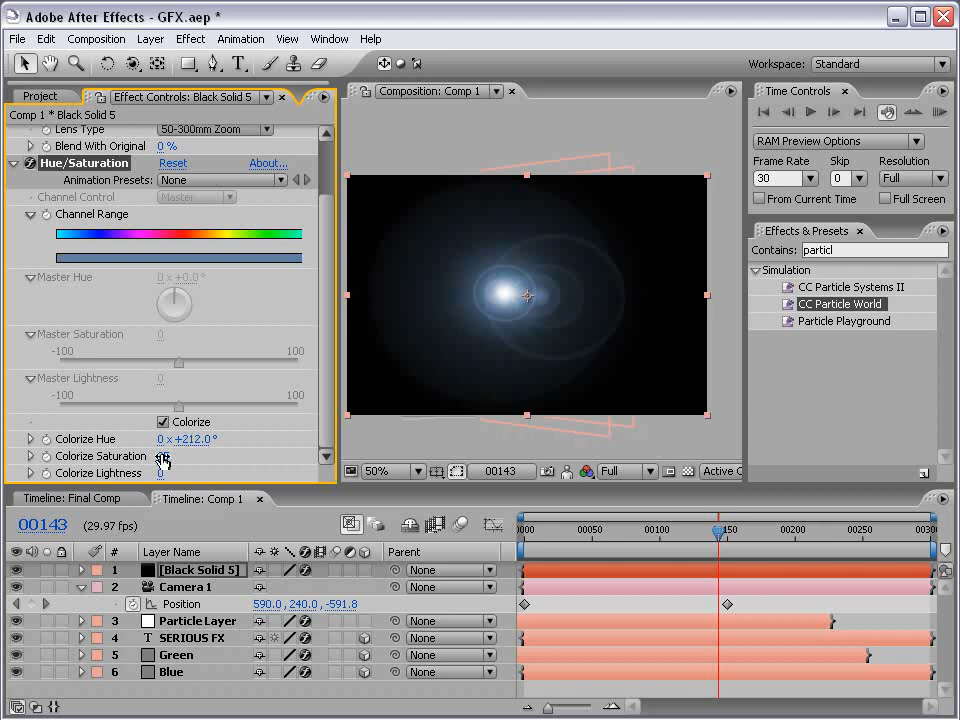 Adobe After Effects - GFX.aep *
File Edit Composition Layer Effect Animation View Window Help
Workspace: Standard
Project Effect Controls: Black Solid 5
Comp 1 * Black Solid 5
Lens Type 50-300mm Zoom
Blend With Original 0 %
Hue/Saturation Reset About...
Animation Presets: None
Channel Control Master
Channel Range
Master Hue 0 x +0.0 °
Master Saturation 0
-100 100
Master Lightness 0
-100 100
Colorize
Colorize Hue 0 x +212.0 °
Colorize Saturation
Colorize Lightness 0
Composition: Comp 1
50% 00143 Full Active C
Time Controls
RAM Preview Options
Frame Rate Skip Resolution
30 0 Full
From Current Time Full Screen
Effects & Presets
Contains: particl
Simulation
CC Particle Systems II
CC Particle World
Particle Playground
Timeline: Final Comp Timeline: Comp 1
00143 (29.97 fps)
0000 00050 00100 00150 00200 00250 0030
# Layer Name Parent
1 [Black Solid 5] None
2 Camera 1 None
Position 590.0, 240.0, -591.8
3 Particle Layer None
4 T SERIOUS FX None
5 Green None
6 Blue None